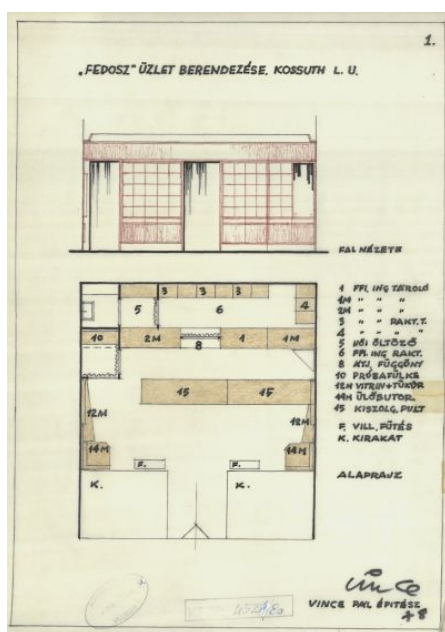 1.
„FEDOSZ” ÜZLET BERENDEZÉSE. KOSSUTH L. U.
FAL NÉZETE
3 3 3
5 6 4
10 2M 8 1 1M
15 15
12M 12M
14M F. F. 14M
K. K.
1 FFI. ING TÁROLÓ
1M " " "
2M " " "
3 " " RAKT. T.
4 " " "
5 NŐI ÖLTÖZŐ
6 FFI. ING RAKT.
8 ÁTJ. FÜGGÖNY
10 PRÓBAFÜLKE
12M VITRIN+TÜKÖR
14M ÜLŐBUTOR.
15 KISZOLG. PULT
F. VILL. FŰTÉS
K. KIRAKAT
ALAPRAJZ
VINCE PÁL ÉPÍTÉSZ